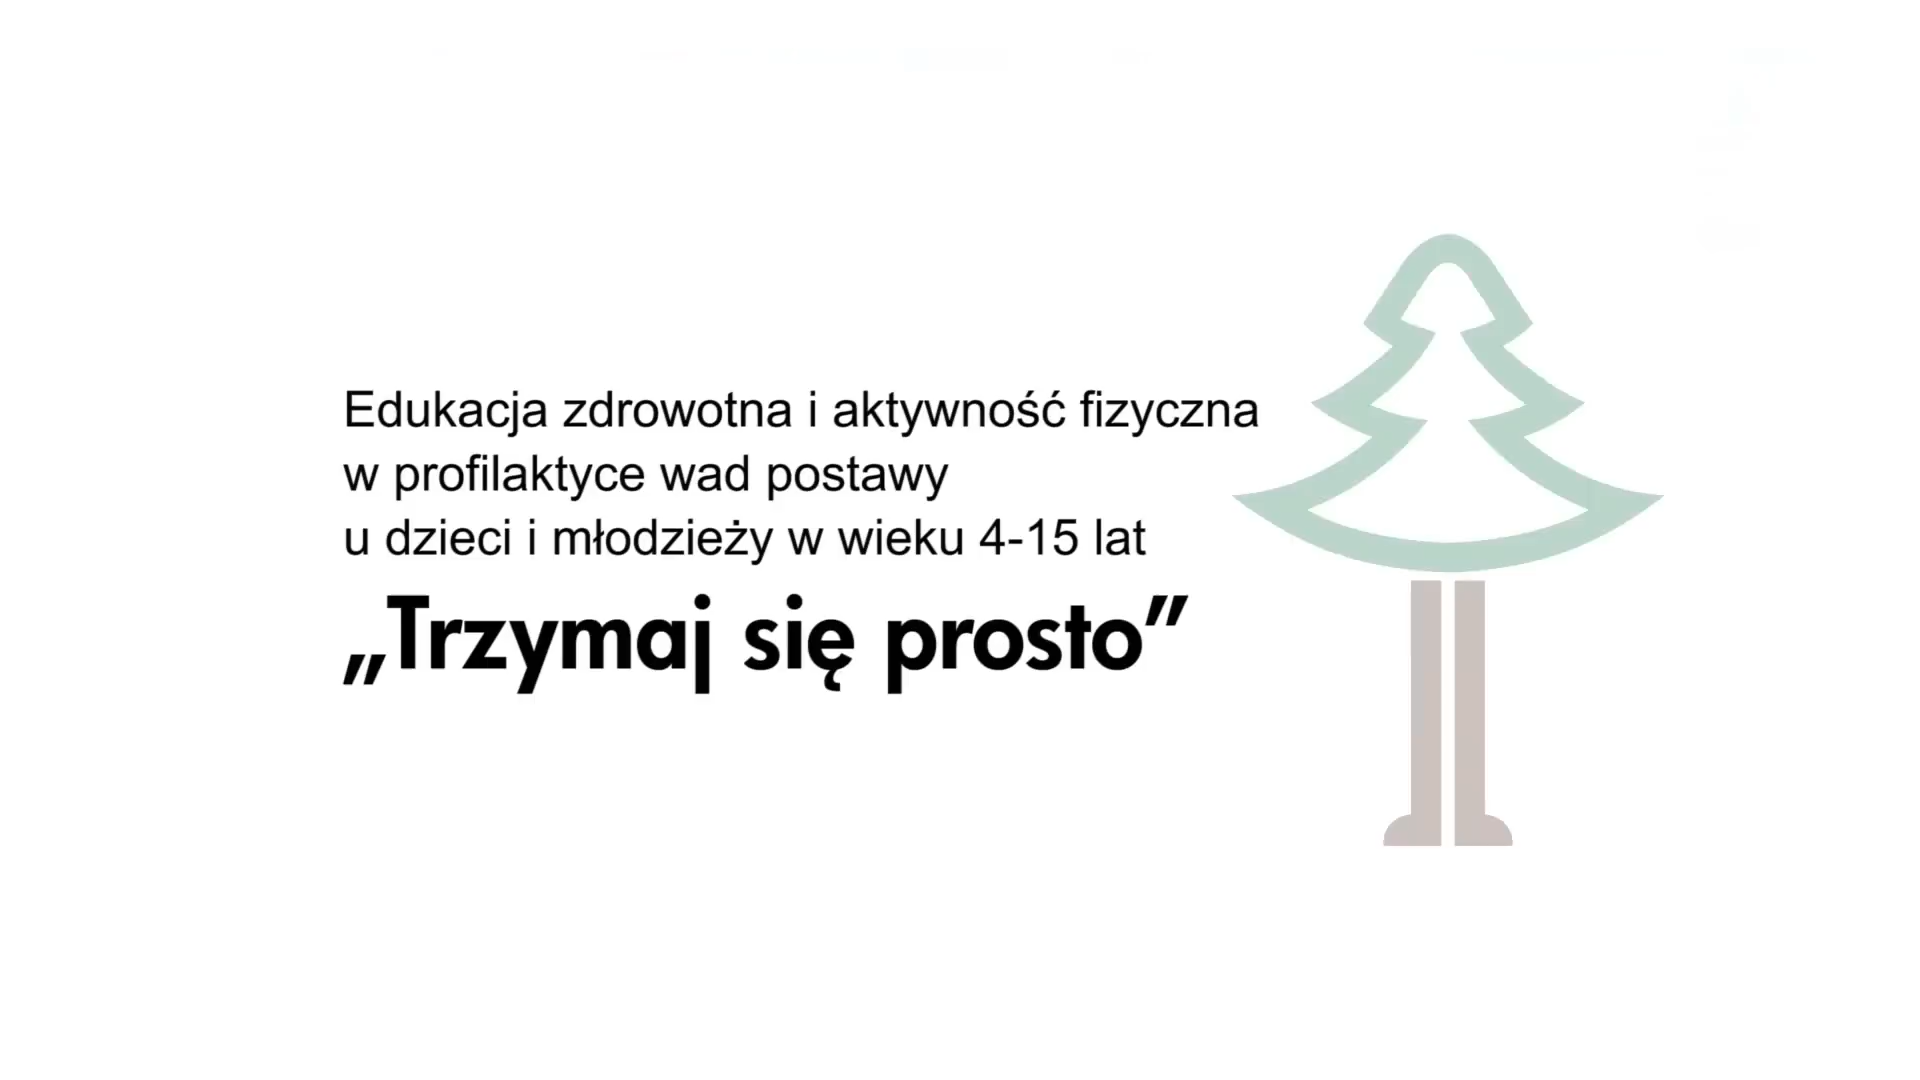 Edukacja zdrowotna i aktywność fizyczna
w profilaktyce wad postawy
u dzieci i młodzieży w wieku 4-15 lat
„Trzymaj się prosto”